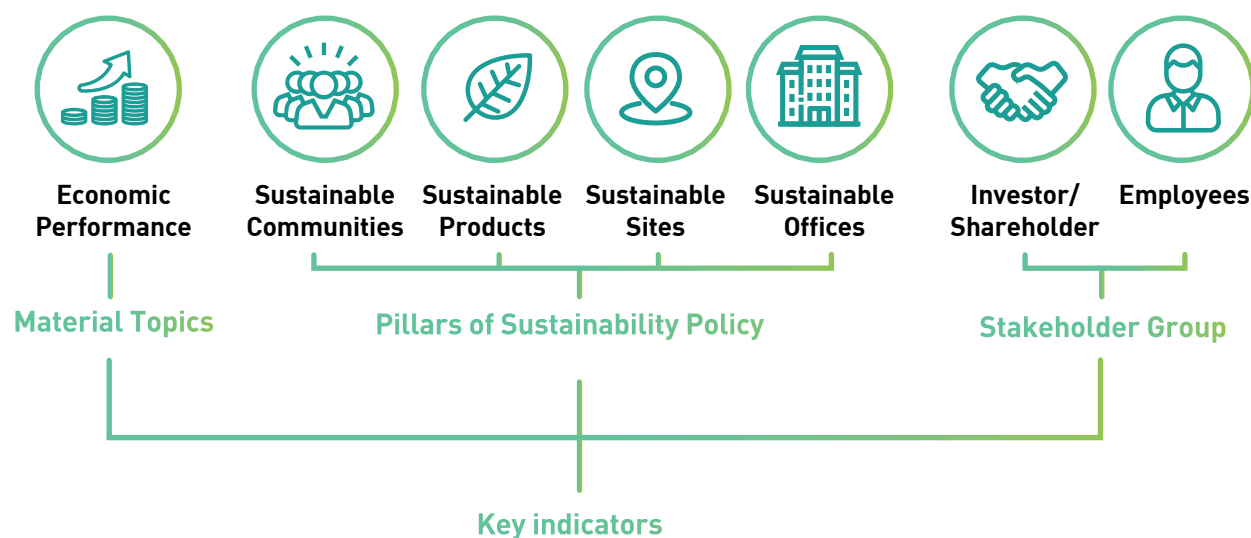 Economic
Performance
Sustainable
Communities
Sustainable
Products
Sustainable
Sites
Sustainable
Offices
Investor/
Shareholder
Employees
Material Topics
Pillars of Sustainability Policy
Stakeholder Group
Key indicators